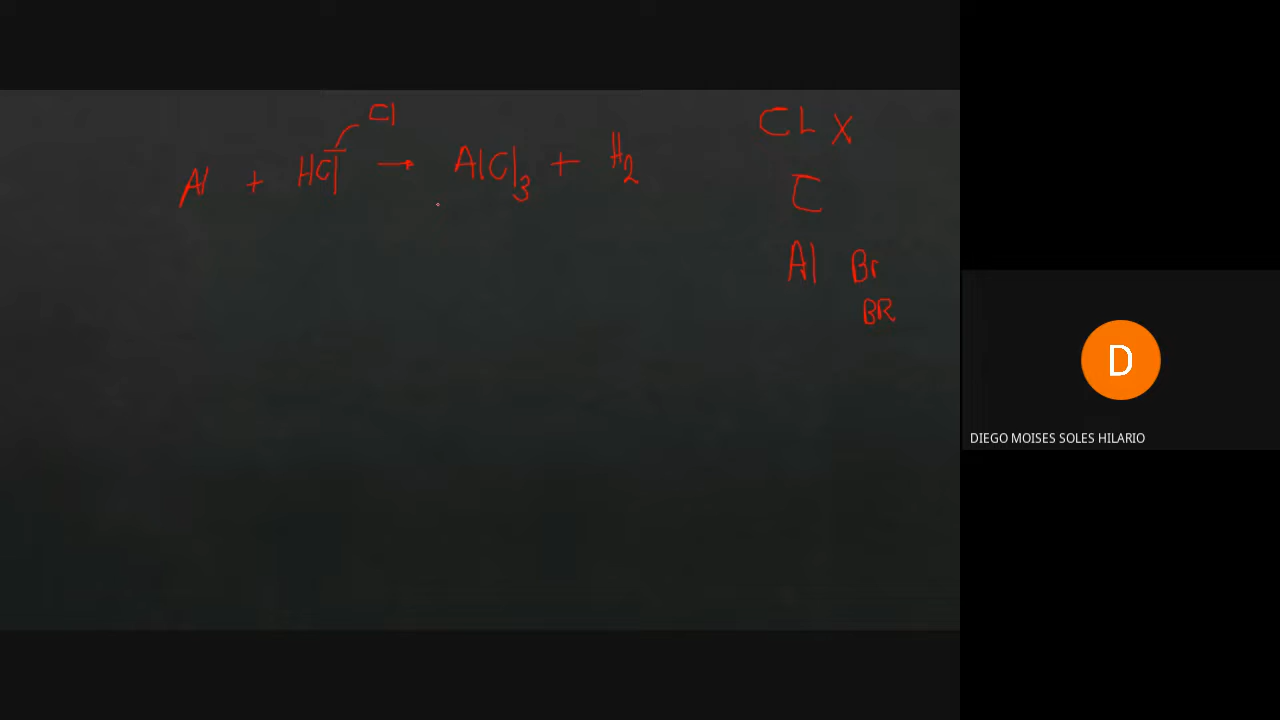 Cl
Al + HCl → AlCl3 + H2
CL X
C
Al Br
BR
D
DIEGO MOISES SOLES HILARIO